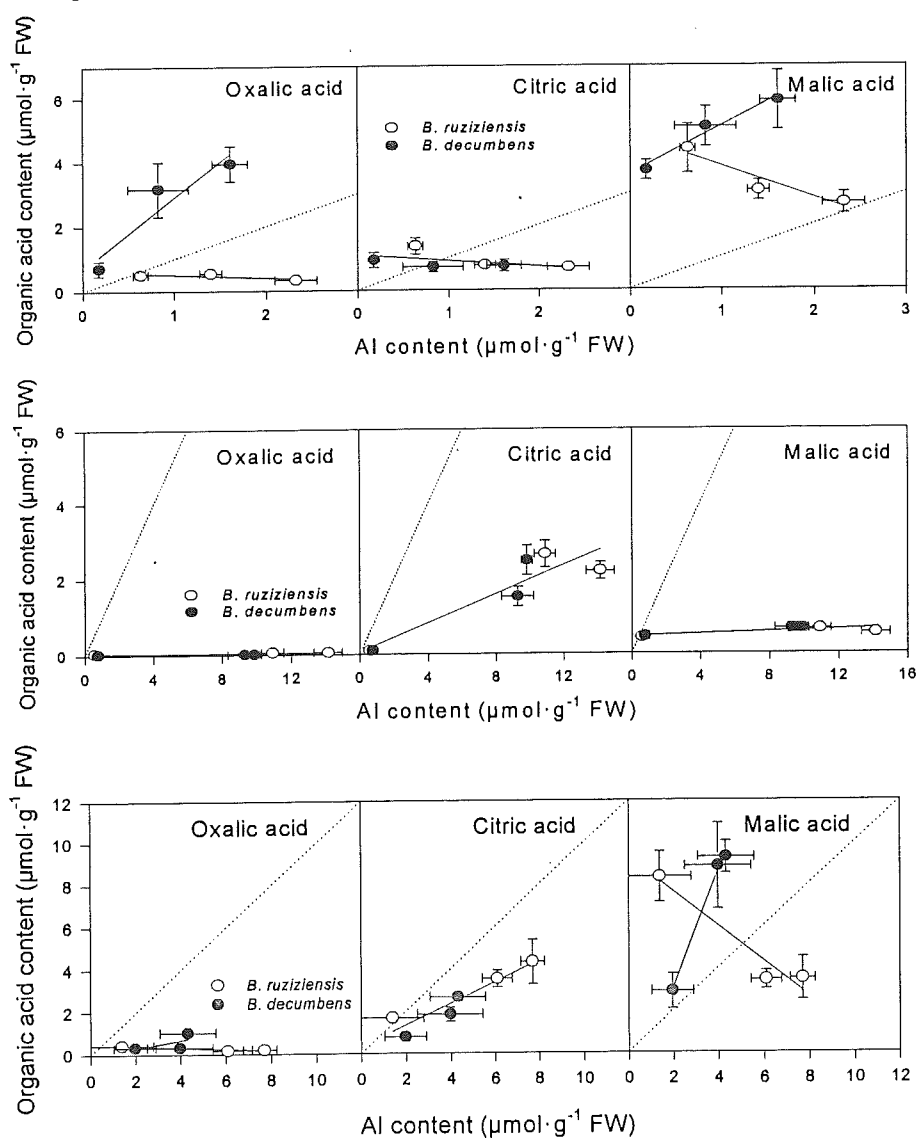 Organic acid content (µmol·g⁻¹ FW)
6
4
2
0
Oxalic acid
Citric acid
Malic acid
B. ruziziensis
B. decumbens
0 1 2 0 1 2 0 1 2 3
Al content (µmol·g⁻¹ FW)
Organic acid content (µmol·g⁻¹ FW)
6
4
2
0
Oxalic acid
Citric acid
Malic acid
B. ruziziensis
B. decumbens
0 4 8 12 0 4 8 12 0 4 8 12 16
Al content (µmol·g⁻¹ FW)
Organic acid content (µmol·g⁻¹ FW)
12
10
8
6
4
2
0
Oxalic acid
Citric acid
Malic acid
B. ruziziensis
B. decumbens
0 2 4 6 8 10 0 2 4 6 8 10 0 2 4 6 8 10 12
Al content (µmol·g⁻¹ FW)